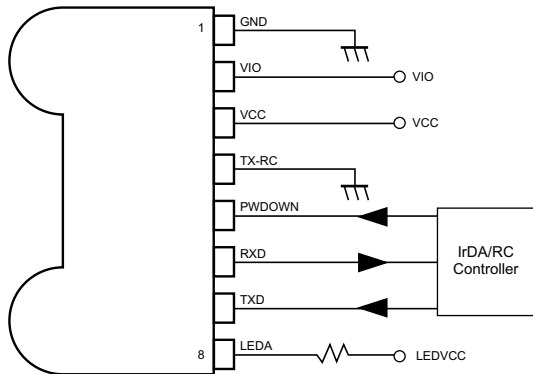 1 GND
VIO VIO
VCC VCC
TX-RC
PWDOWN
RXD IrDA/RC
Controller
TXD
8 LEDA LEDVCC